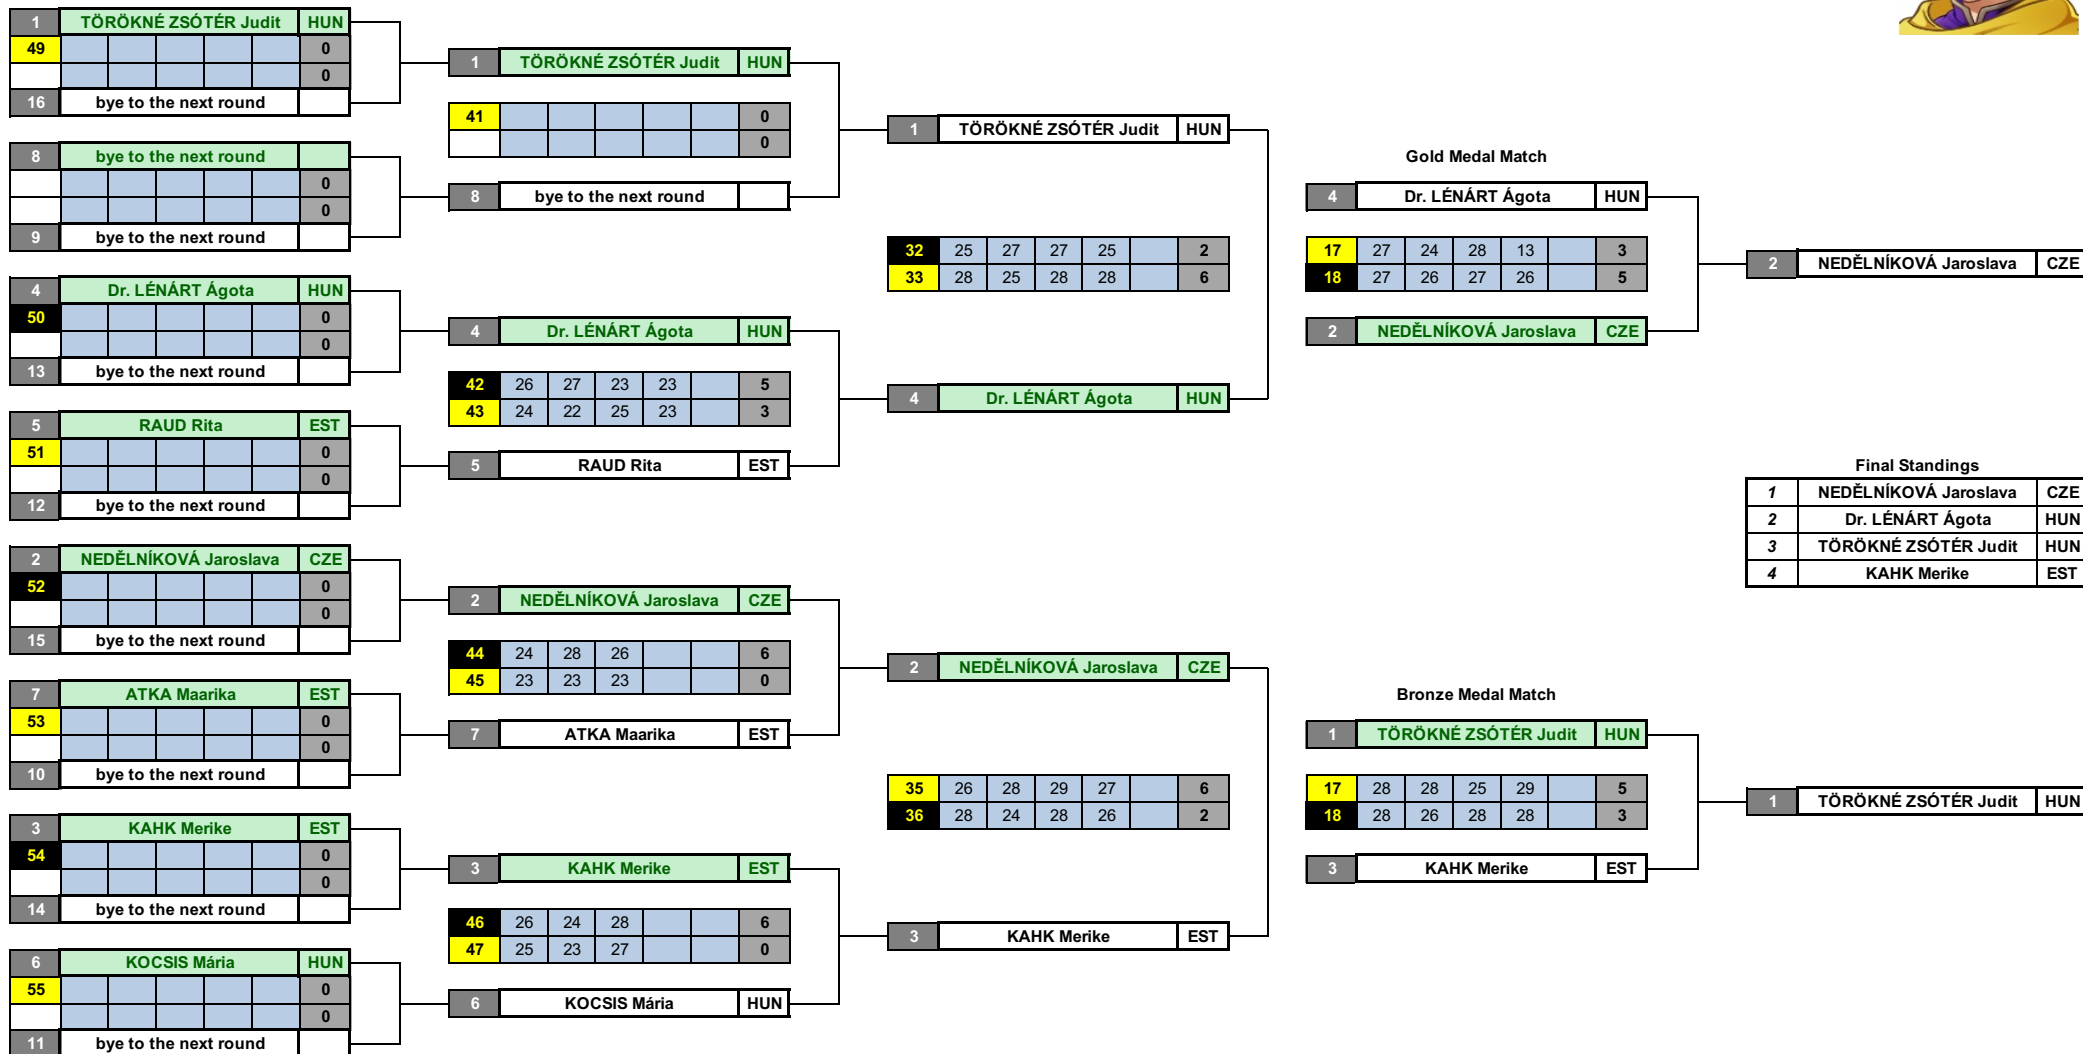 1 TÖRÖKNÉ ZSÓTÉR Judit HUN
49 0
0
16 bye to the next round
8 bye to the next round
0
0
9 bye to the next round
4 Dr. LÉNÁRT Ágota HUN
50 0
0
13 bye to the next round
5 RAUD Rita EST
51 0
0
12 bye to the next round
2 NEDĚLNÍKOVÁ Jaroslava CZE
52 0
0
15 bye to the next round
7 ATKA Maarika EST
53 0
0
10 bye to the next round
3 KAHK Merike EST
54 0
0
14 bye to the next round
6 KOCSIS Mária HUN
55 0
0
11 bye to the next round
1 TÖRÖKNÉ ZSÓTÉR Judit HUN
41 0
0
8 bye to the next round
4 Dr. LÉNÁRT Ágota HUN
42 26 27 23 23 5
43 24 22 25 23 3
5 RAUD Rita EST
2 NEDĚLNÍKOVÁ Jaroslava CZE
44 24 28 26 6
45 23 23 23 0
7 ATKA Maarika EST
3 KAHK Merike EST
46 26 24 28 6
47 25 23 27 0
6 KOCSIS Mária HUN
1 TÖRÖKNÉ ZSÓTÉR Judit HUN
32 25 27 27 25 2
33 28 25 28 28 6
4 Dr. LÉNÁRT Ágota HUN
2 NEDĚLNÍKOVÁ Jaroslava CZE
35 26 28 29 27 6
36 28 24 28 26 2
3 KAHK Merike EST
Gold Medal Match
4 Dr. LÉNÁRT Ágota HUN
17 27 24 28 13 3
18 27 26 27 26 5
2 NEDĚLNÍKOVÁ Jaroslava CZE
Bronze Medal Match
1 TÖRÖKNÉ ZSÓTÉR Judit HUN
17 28 28 25 29 5
18 28 26 28 28 3
3 KAHK Merike EST
2 NEDĚLNÍKOVÁ Jaroslava CZE
Final Standings
1 NEDĚLNÍKOVÁ Jaroslava CZE
2 Dr. LÉNÁRT Ágota HUN
3 TÖRÖKNÉ ZSÓTÉR Judit HUN
4 KAHK Merike EST
1 TÖRÖKNÉ ZSÓTÉR Judit HUN